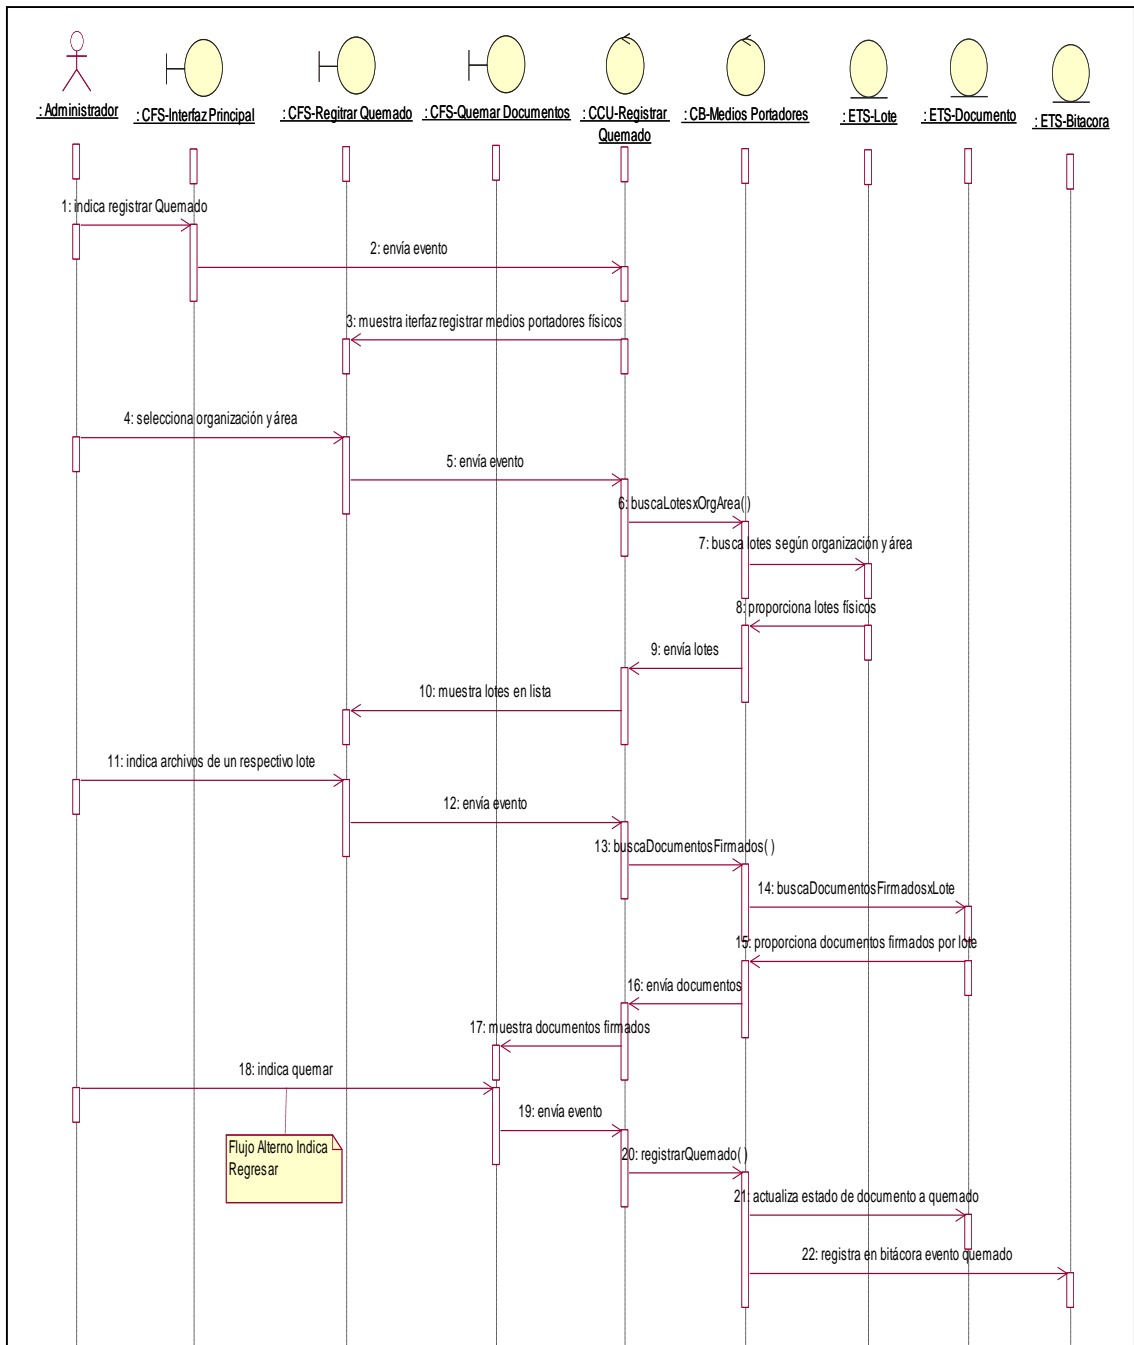 : Administrador
: CFS-Interfaz Principal
: CFS-Regitrar Quemado
: CFS-Quemar Documentos
: CCU-Registrar
Quemado
: CB-Medios Portadores
: ETS-Lote
: ETS-Documento
: ETS-Bitacora
1: indica registrar Quemado
2: envía evento
3: muestra iterfaz registrar medios portadores físicos
4: selecciona organización y área
5: envía evento
6: buscaLotesxOrgArea( )
7: busca lotes según organización y área
8: proporciona lotes físicos
9: envía lotes
10: muestra lotes en lista
11: indica archivos de un respectivo lote
12: envía evento
13: buscaDocumentosFirmados( )
14: buscaDocumentosFirmadosxLote
15: proporciona documentos firmados por lote
16: envía documentos
17: muestra documentos firmados
18: indica quemar
19: envía evento
Flujo Alterno Indica
Regresar
20: registrarQuemado( )
21: actualiza estado de documento a quemado
22: registra en bitácora evento quemado